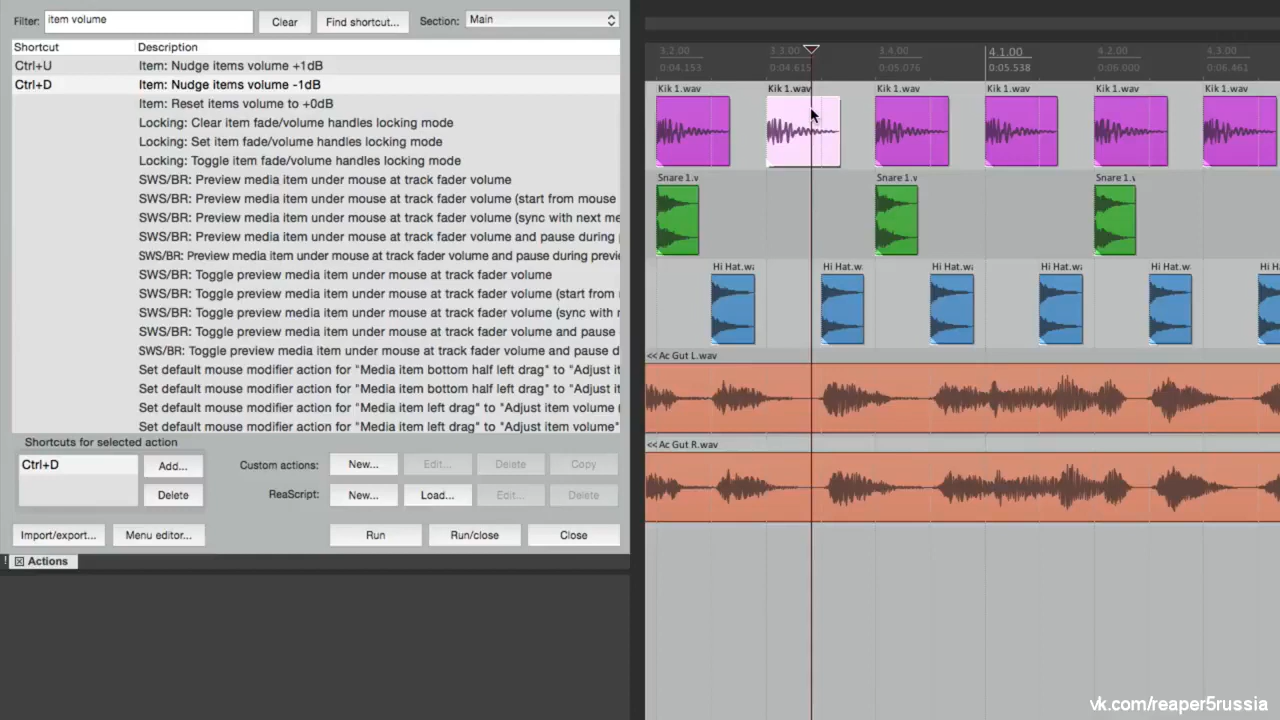 Filter: item volume Clear Find shortcut... Section: Main
Shortcut Description
Ctrl+U Item: Nudge items volume +1dB
Ctrl+D Item: Nudge items volume -1dB
Item: Reset items volume to +0dB
Locking: Clear item fade/volume handles locking mode
Locking: Set item fade/volume handles locking mode
Locking: Toggle item fade/volume handles locking mode
SWS/BR: Preview media item under mouse at track fader volume
SWS/BR: Preview media item under mouse at track fader volume (start from mouse
SWS/BR: Preview media item under mouse at track fader volume (sync with next me
SWS/BR: Preview media item under mouse at track fader volume and pause during
SWS/BR: Preview media item under mouse at track fader volume and pause during previe
SWS/BR: Toggle preview media item under mouse at track fader volume
SWS/BR: Toggle preview media item under mouse at track fader volume (start from
SWS/BR: Toggle preview media item under mouse at track fader volume (sync with
SWS/BR: Toggle preview media item under mouse at track fader volume and pause
SWS/BR: Toggle preview media item under mouse at track fader volume and pause d
Set default mouse modifier action for "Media item bottom half left drag" to "Adjust it
Set default mouse modifier action for "Media item bottom half left drag" to "Adjust it
Set default mouse modifier action for "Media item left drag" to "Adjust item volume (
Set default mouse modifier action for "Media item left drag" to "Adjust item volume"
Shortcuts for selected action
Ctrl+D Add... Custom actions: New... Edit... Delete Copy
Delete ReaScript: New... Load... Edit... Delete
Import/export... Menu editor... Run Run/close Close
! Actions
3.2.00 3.3.00 3.4.00 4.1.00 4.2.00 4.3.00
0:04.153 0:04.615 0:05.076 0:05.538 0:06.000 0:06.461
Kik 1.wav Kik 1.wav Kik 1.wav Kik 1.wav Kik 1.wav Kik 1.wav
Snare 1.v Snare 1.v Snare 1.v
Hi Hat.wa Hi Hat.wa Hi Hat.wa Hi Hat.wa Hi Hat.wa Hi Hat.w
<< Ac Gut L.wav
<< Ac Gut R.wav
vk.com/reaper5russia